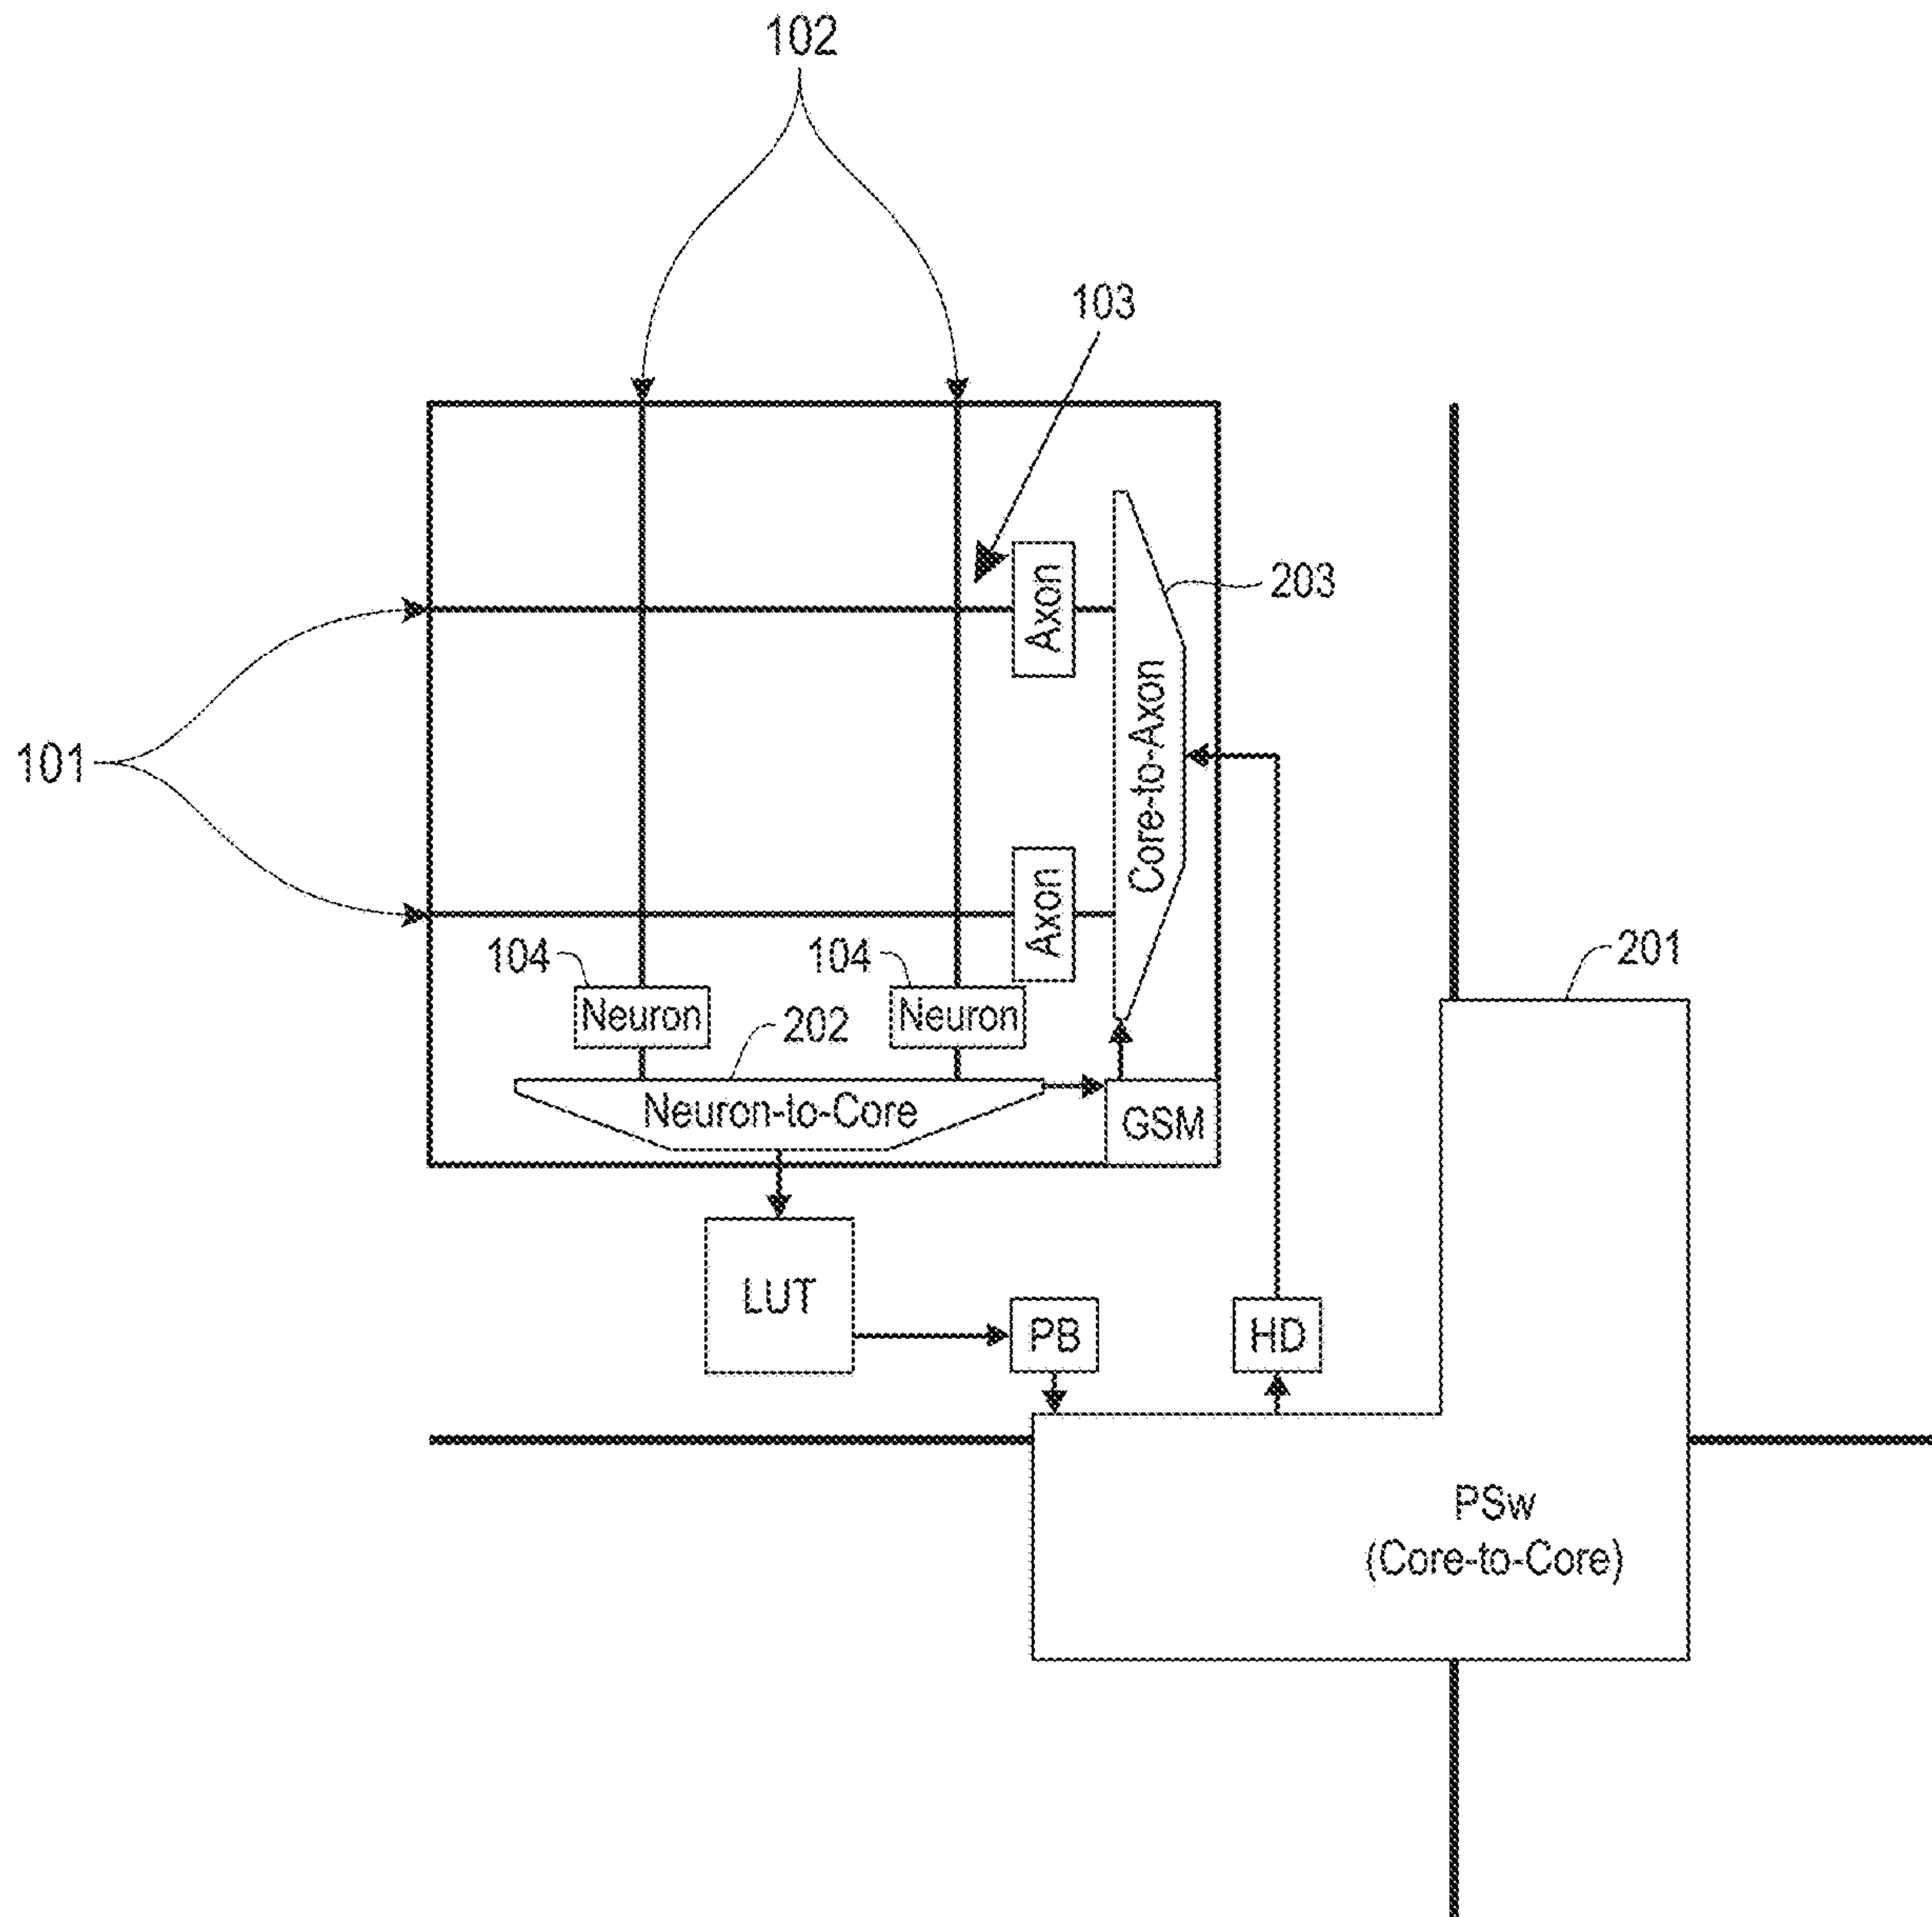 102
103
Axon
203
Core-to-Axon
101
Axon
104
104
201
Neuron
Neuron
202
Neuron-to-Core
GSM
LUT
PB
HD
PSw
(Core-to-Core)